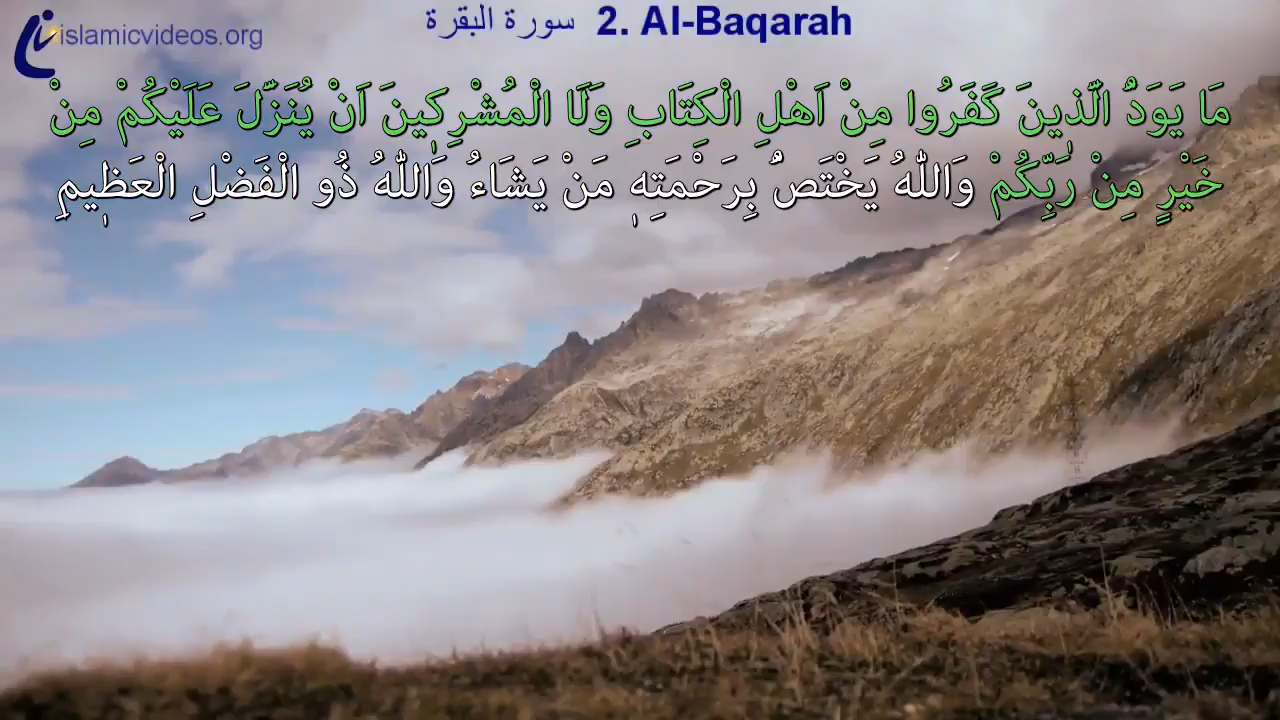 islamicvideos.org
سورة البقرة 2. Al-Baqarah
مَا يَوَدُّ الَّذٖينَ كَفَرُوا مِنْ اَهْلِ الْكِتَابِ وَلَا الْمُشْرِكٖينَ اَنْ يُنَزَّلَ عَلَيْكُمْ مِنْ
خَيْرٍ مِنْ رَبِّكُمْ وَاللّٰهُ يَخْتَصُّ بِرَحْمَتِهٖ مَنْ يَشَاءُ وَاللّٰهُ ذُو الْفَضْلِ الْعَظٖيمِ